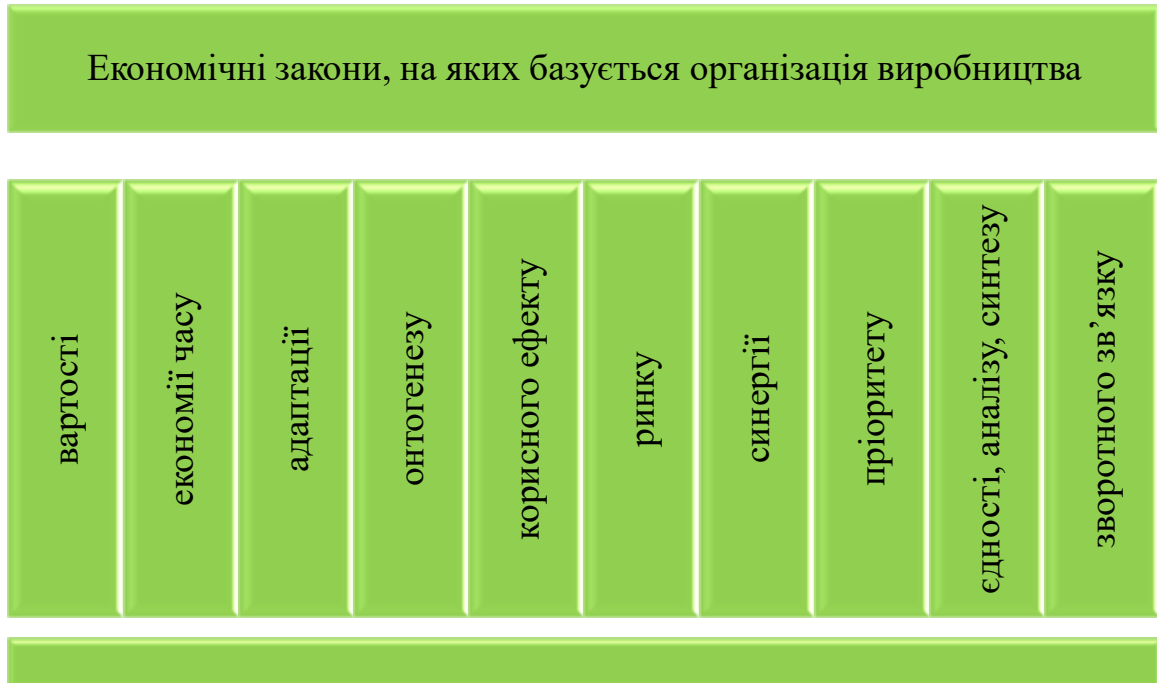 Економічні закони, на яких базується організація виробництва
вартості
економії часу
адаптації
онтогенезу
корисного ефекту
ринку
синергії
пріоритету
єдності, аналізу, синтезу
зворотного зв’язку